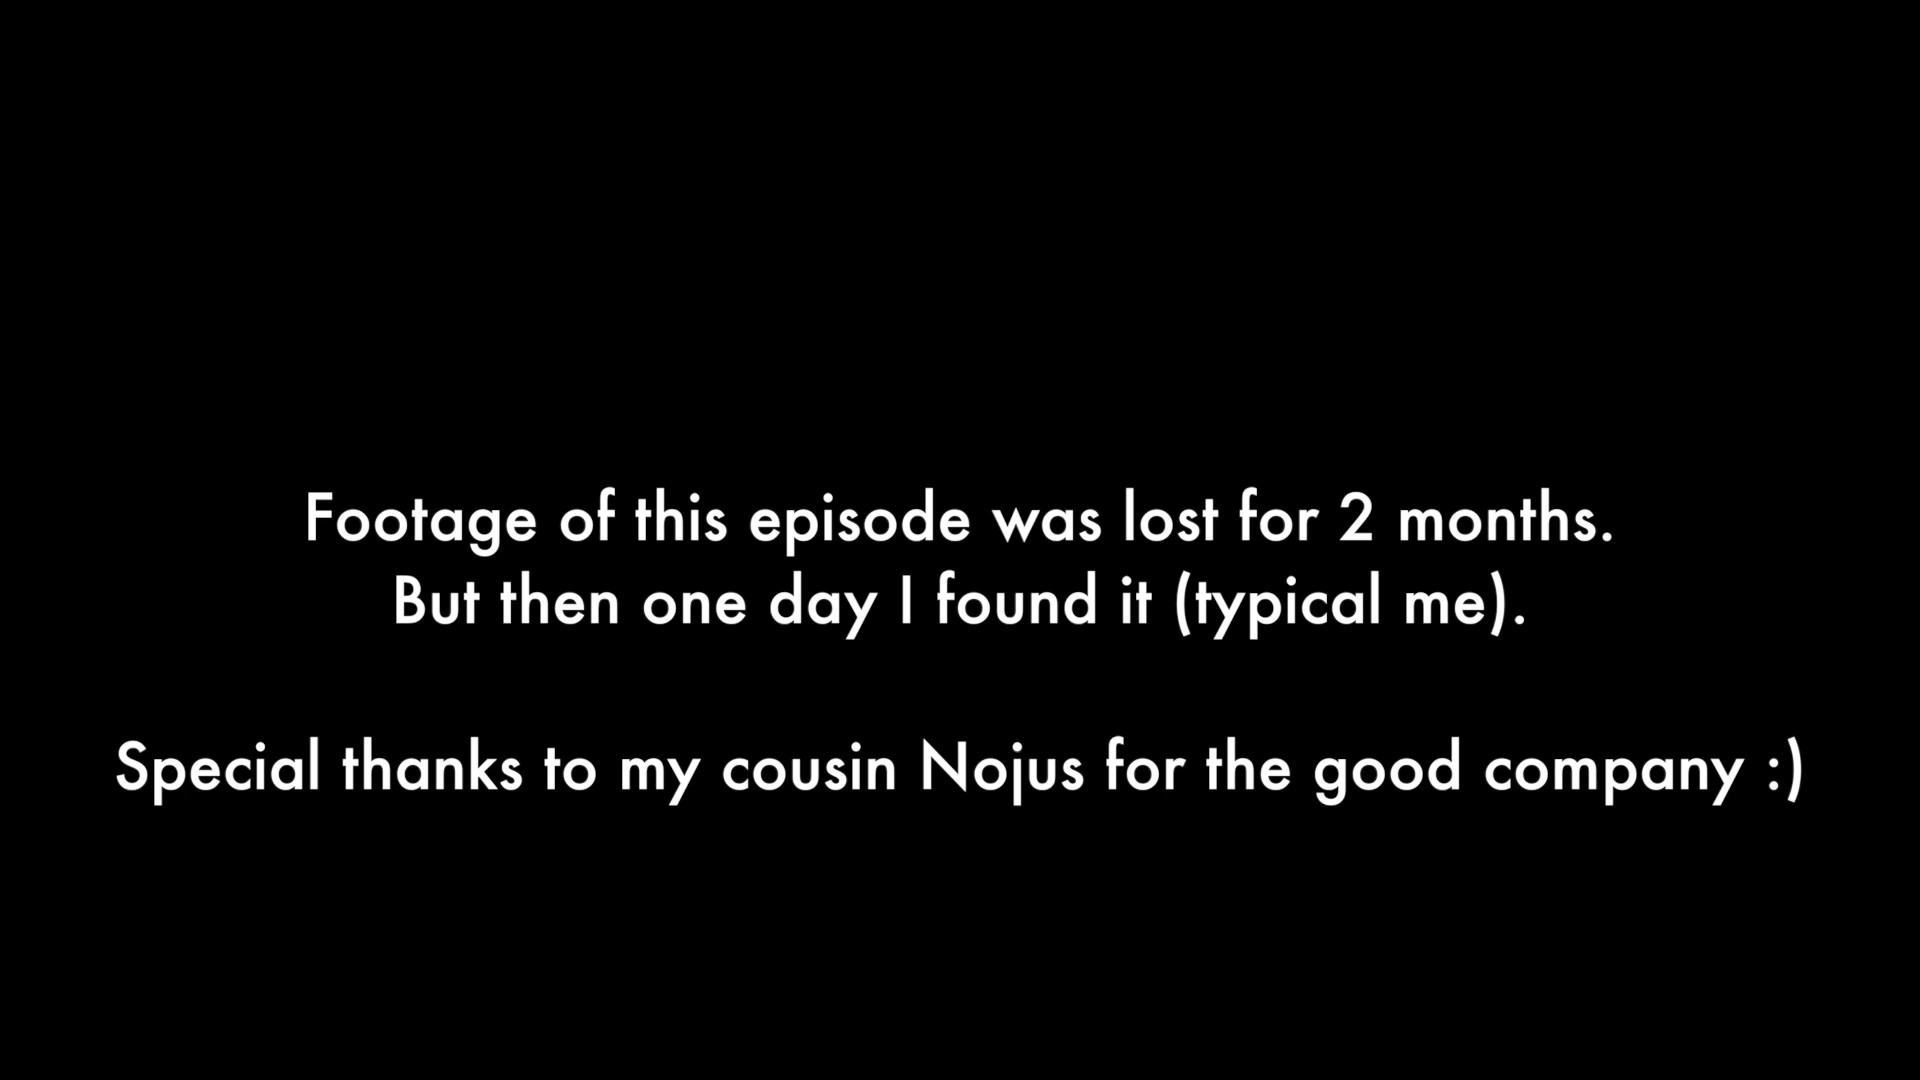 Footage of this episode was lost for 2 months.
But then one day I found it (typical me).
Special thanks to my cousin Nojus for the good company :)